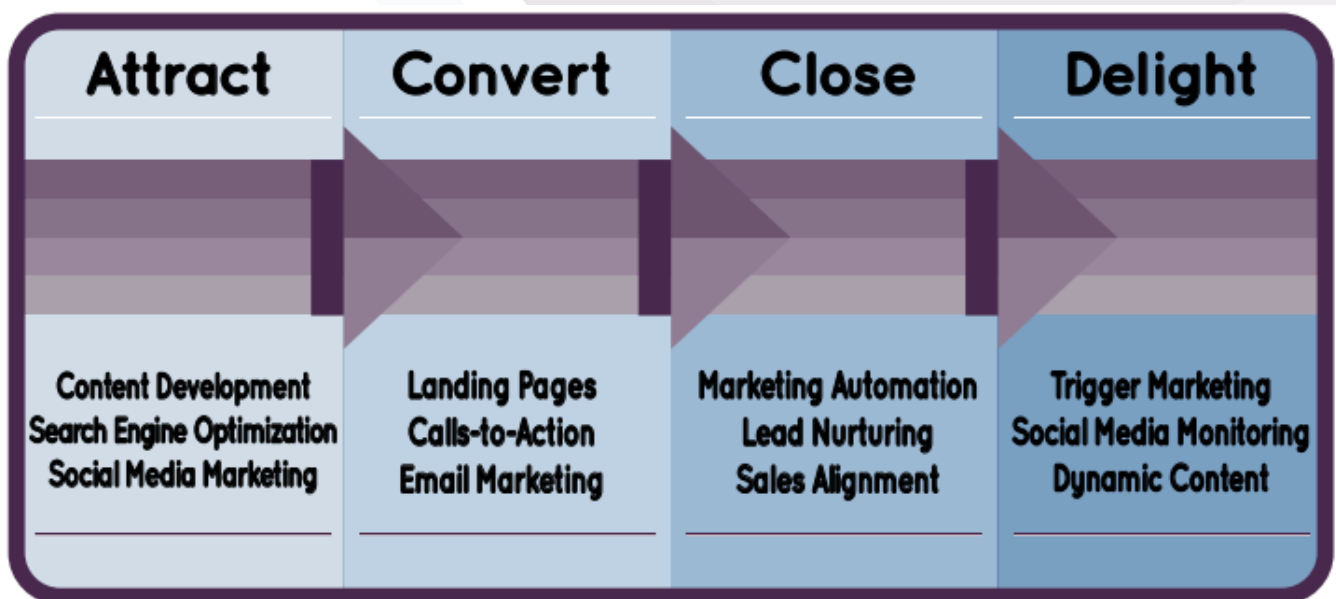 Attract
Content Development
Search Engine Optimization
Social Media Marketing
Convert
Landing Pages
Calls-to-Action
Email Marketing
Close
Marketing Automation
Lead Nurturing
Sales Alignment
Delight
Trigger Marketing
Social Media Monitoring
Dynamic Content